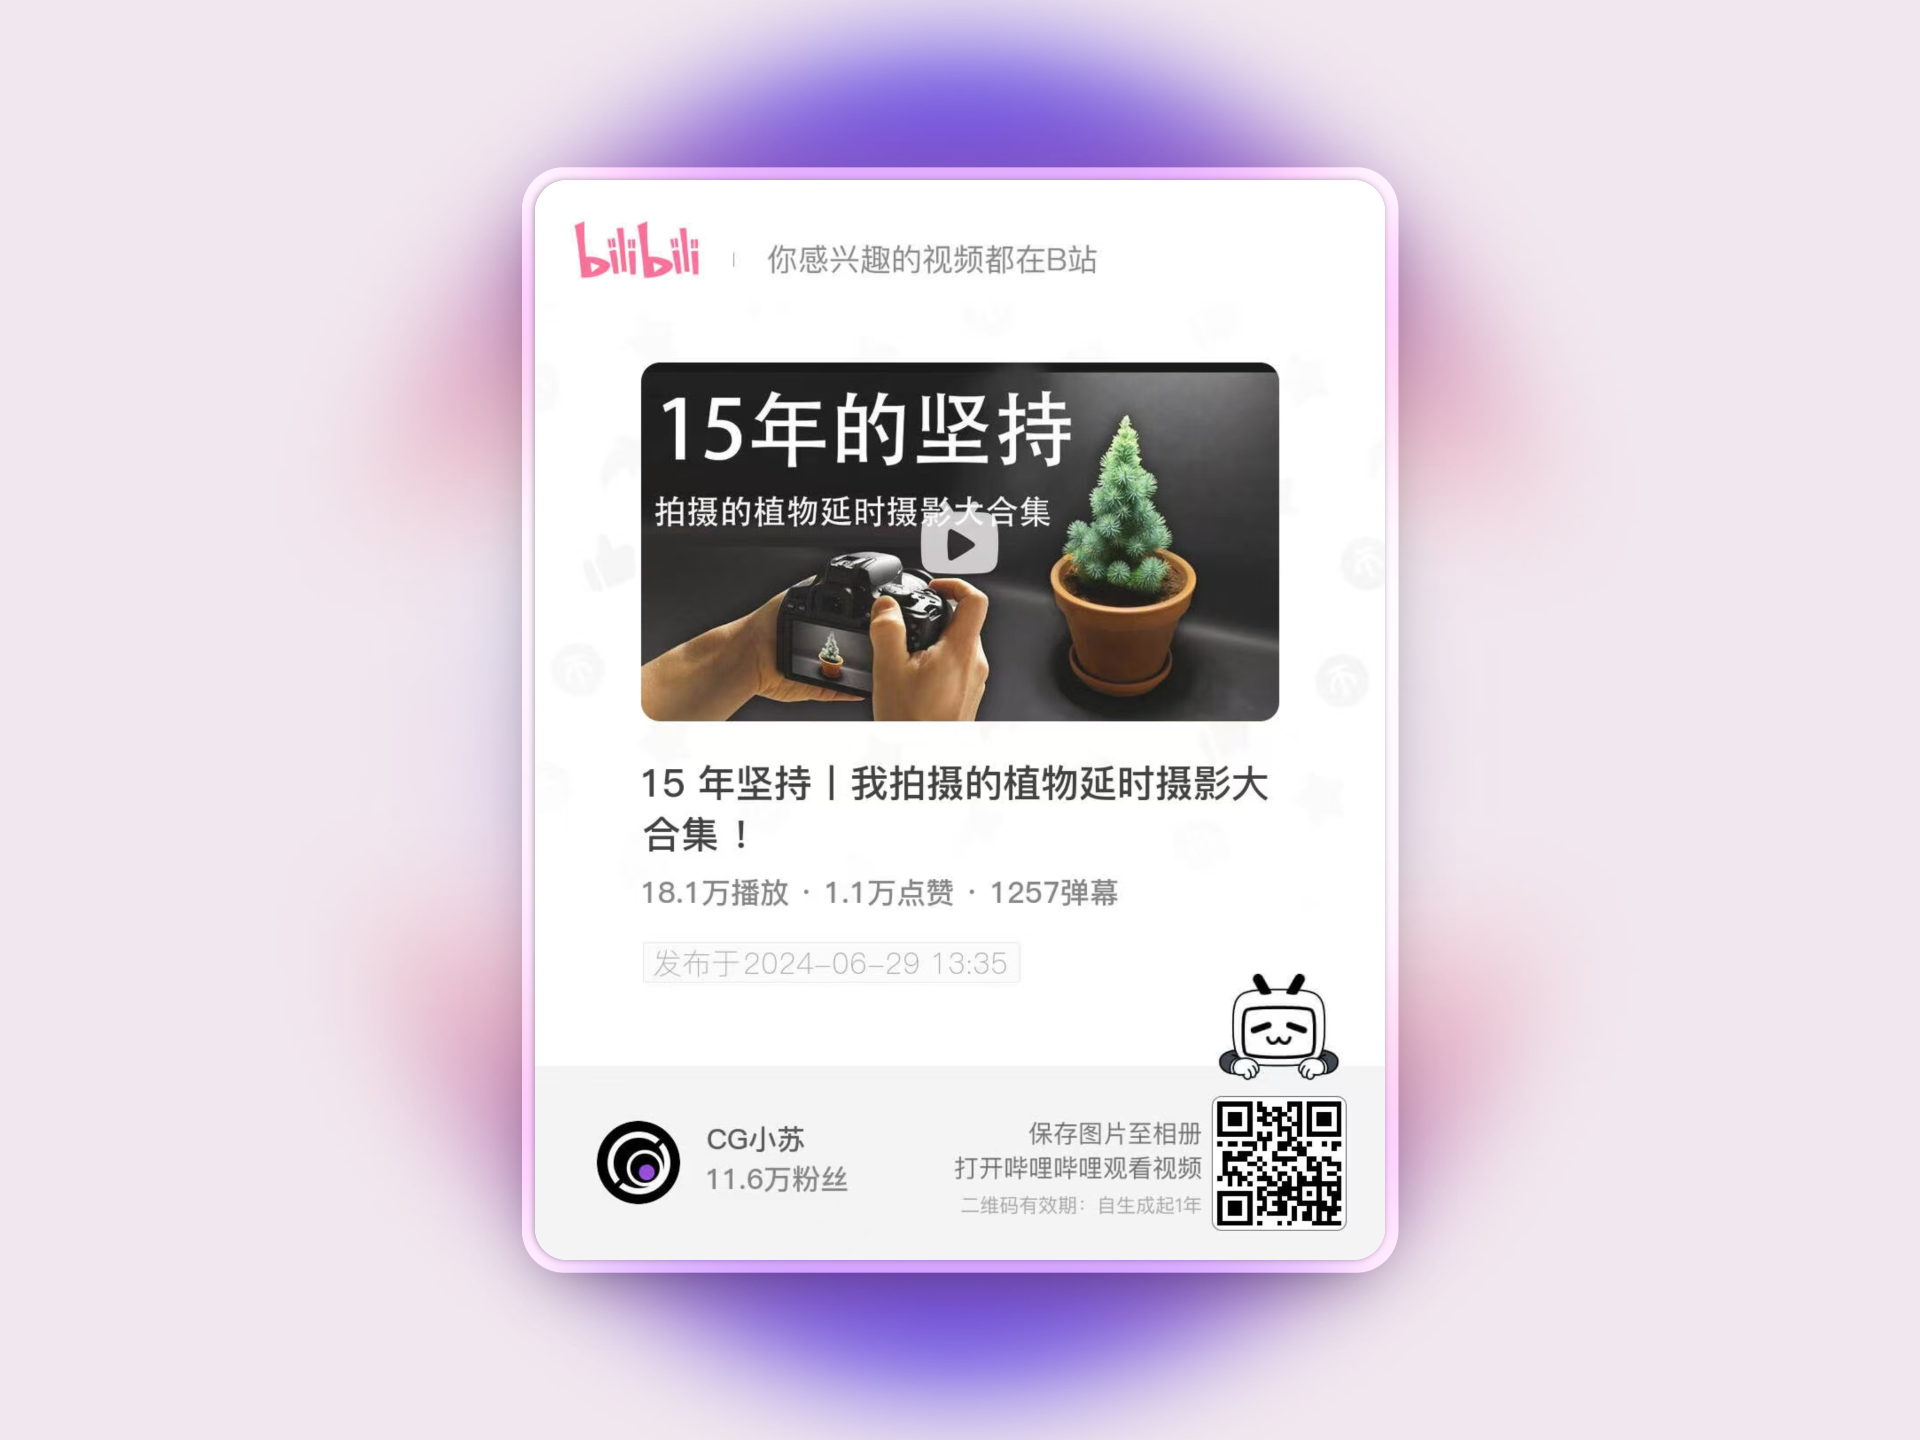 bilibili
你感兴趣的视频都在B站
15年的坚持
拍摄的植物延时摄影大合集
15 年坚持丨我拍摄的植物延时摄影大
合集 ！
18.1万播放 · 1.1万点赞 · 1257弹幕
发布于2024-06-29 13:35
CG小苏
11.6万粉丝
保存图片至相册
打开哔哩哔哩观看视频
二维码有效期：自生成起1年